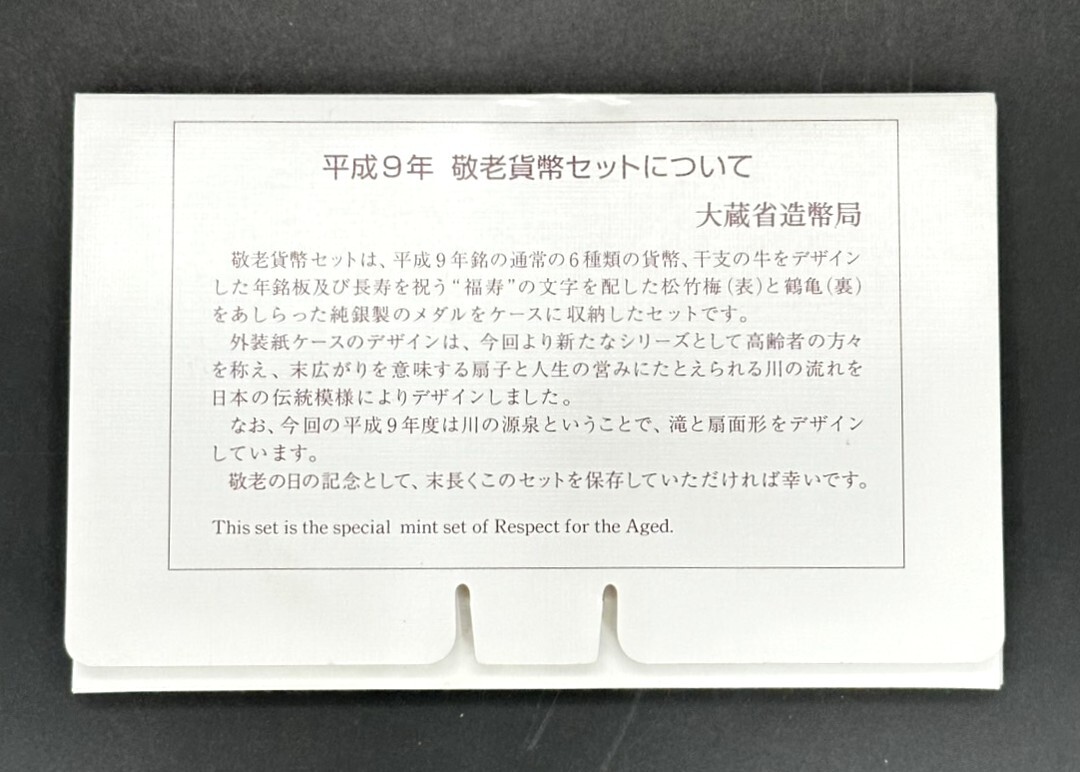 平成9年 敬老貨幣セットについて
大蔵省造幣局
敬老貨幣セットは、平成9年銘の通常の6種類の貨幣、干支の牛をデザイン
した年銘板及び長寿を祝う“福寿”の文字を配した松竹梅(表)と鶴亀(裏)
をあしらった純銀製のメダルをケースに収納したセットです。
外装紙ケースのデザインは、今回より新たなシリーズとして高齢者の方々
を称え、末広がりを意味する扇子と人生の営みにたとえられる川の流れを
日本の伝統模様によりデザインしました。
なお、今回の平成9年度は川の源泉ということで、滝と扇面形をデザイン
しています。
敬老の日の記念として、末長くこのセットを保存していただければ幸いです。
This set is the special mint set of Respect for the Aged.